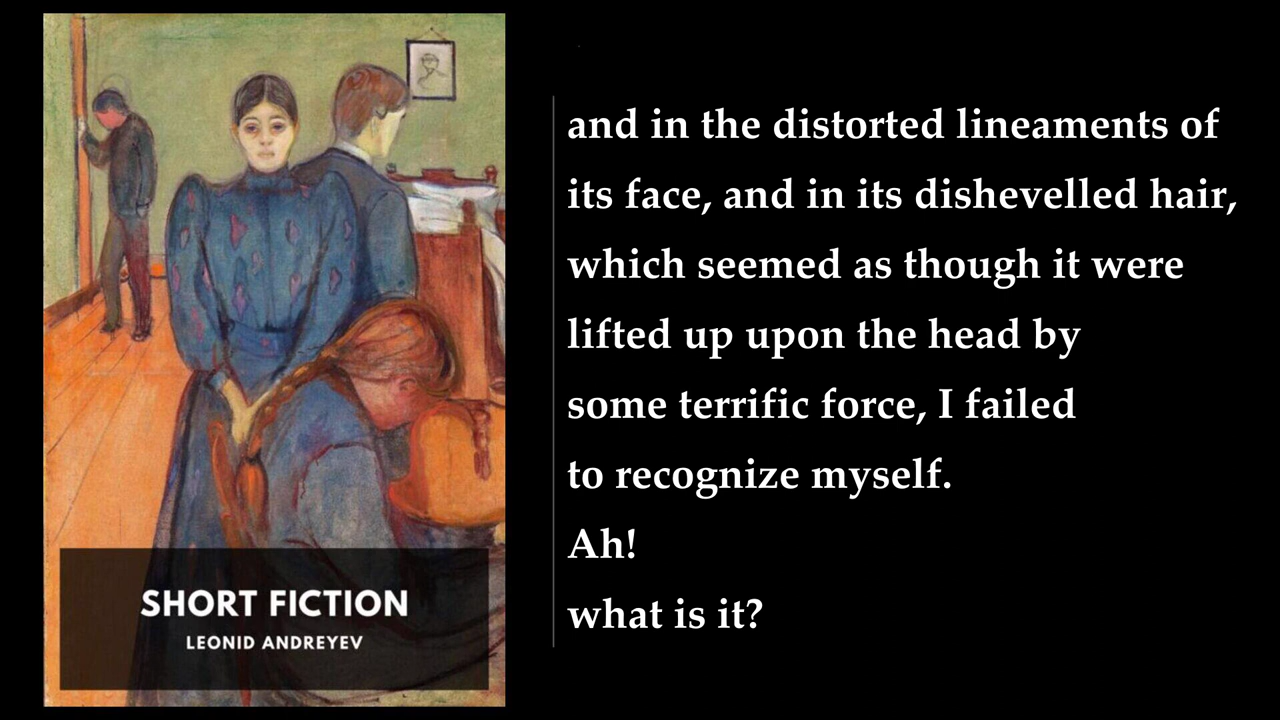 SHORT FICTION
LEONID ANDREYEV
and in the distorted lineaments of
its face, and in its dishevelled hair,
which seemed as though it were
lifted up upon the head by
some terrific force, I failed
to recognize myself.
Ah!
what is it?